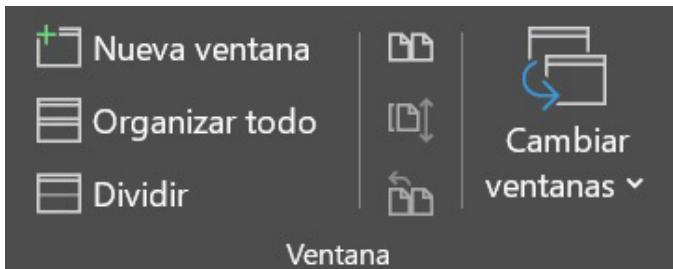 Nueva ventana
Organizar todo
Dividir
Cambiar
ventanas
Ventana